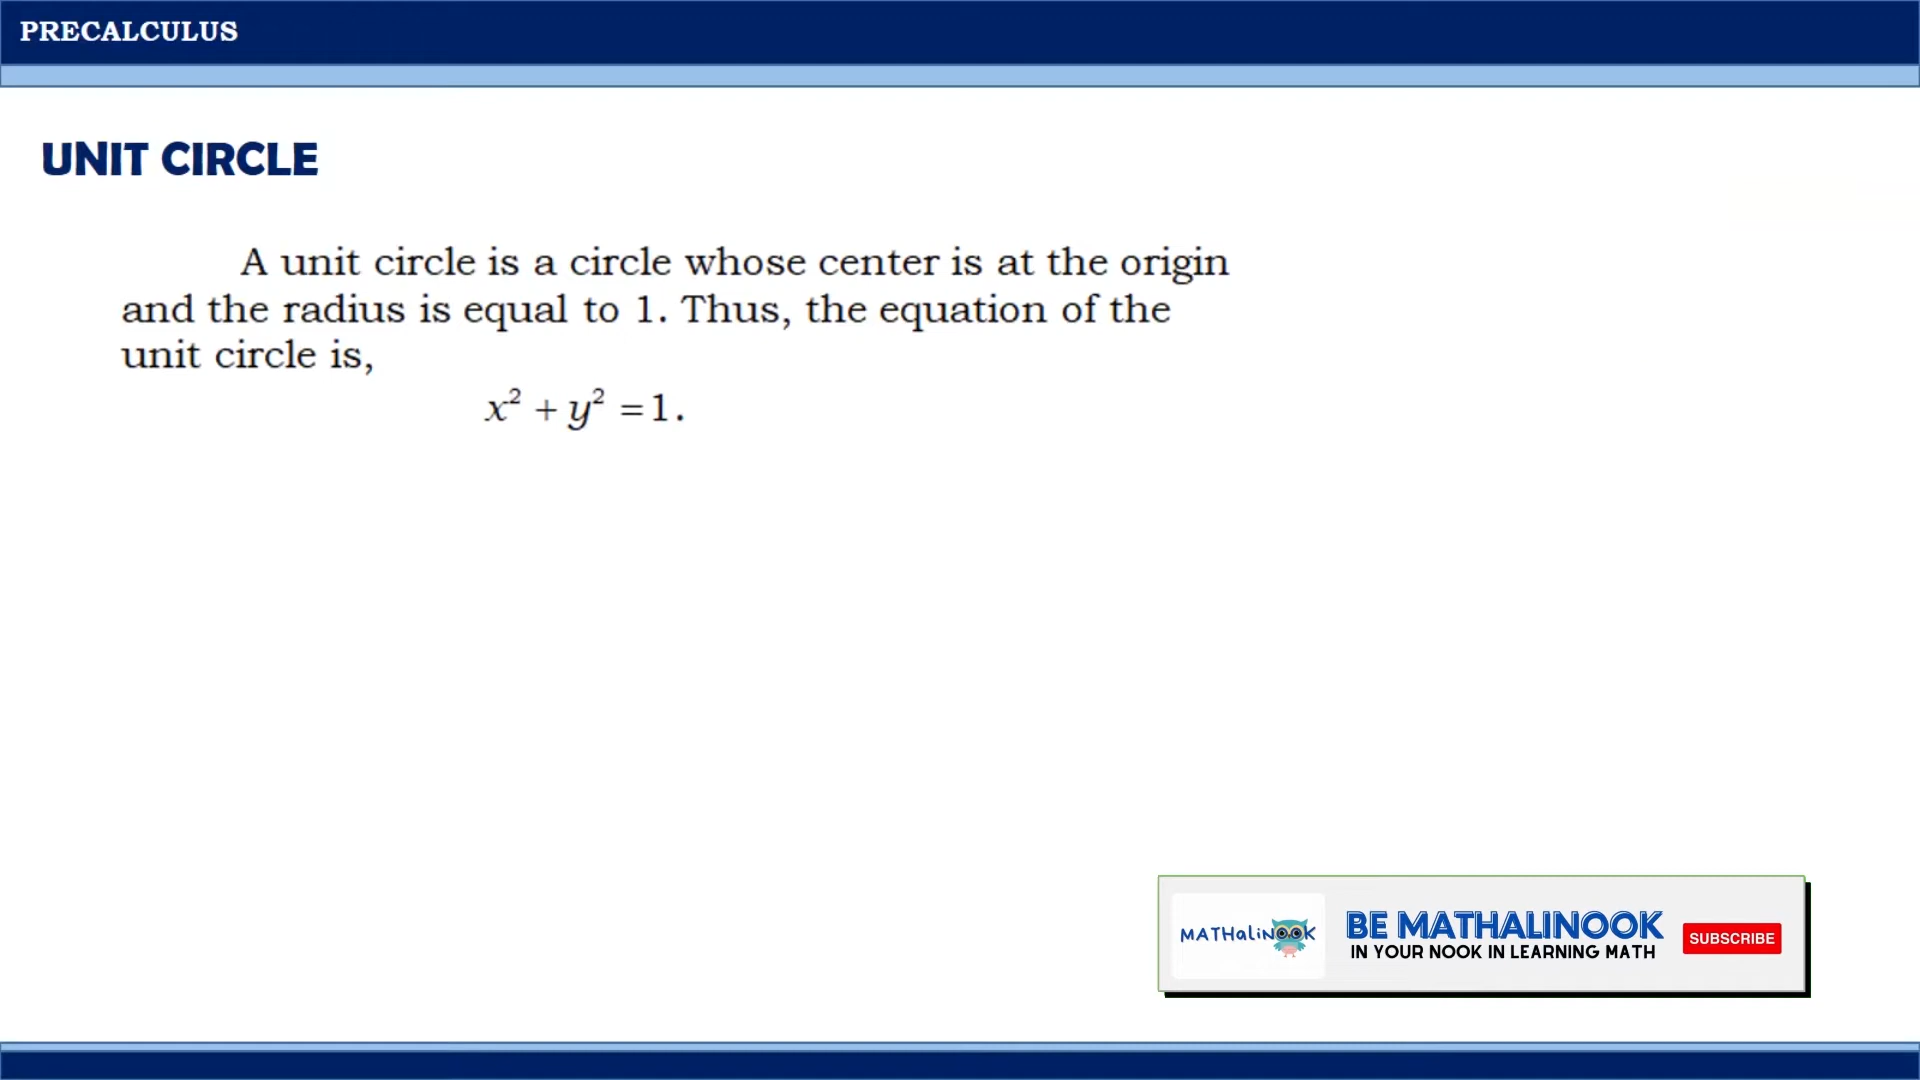 PRECALCULUS
UNIT CIRCLE
A unit circle is a circle whose center is at the origin
and the radius is equal to 1. Thus, the equation of the
unit circle is,
x² + y² = 1.
MATHaliNOOK
BE MATHALINOOK
IN YOUR NOOK IN LEARNING MATH
SUBSCRIBE